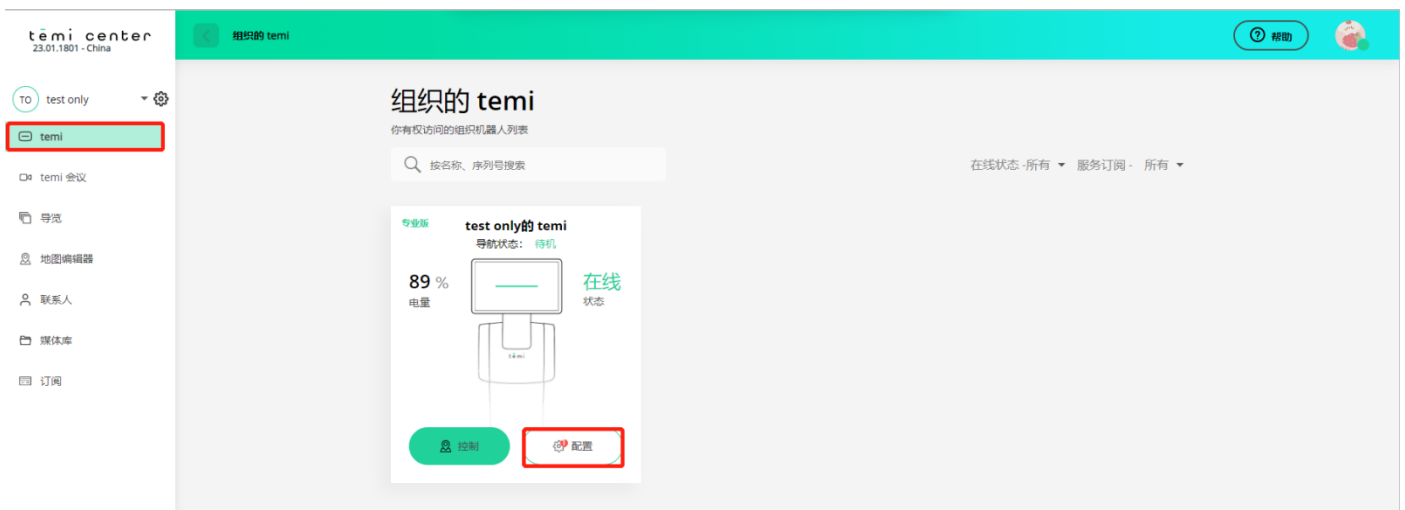 tēmi center
23.01.1801 - China
组织的 temi
帮助
TO test only
temi
temi 会议
导览
地图编辑器
联系人
媒体库
订阅
组织的 temi
你有权访问的组织机器人列表
按名称、序列号搜索
在线状态 -所有 服务订阅 - 所有
专业版
test only的 temi
导航状态： 待机
89 %
电量
在线
状态
tēmi
控制
配置